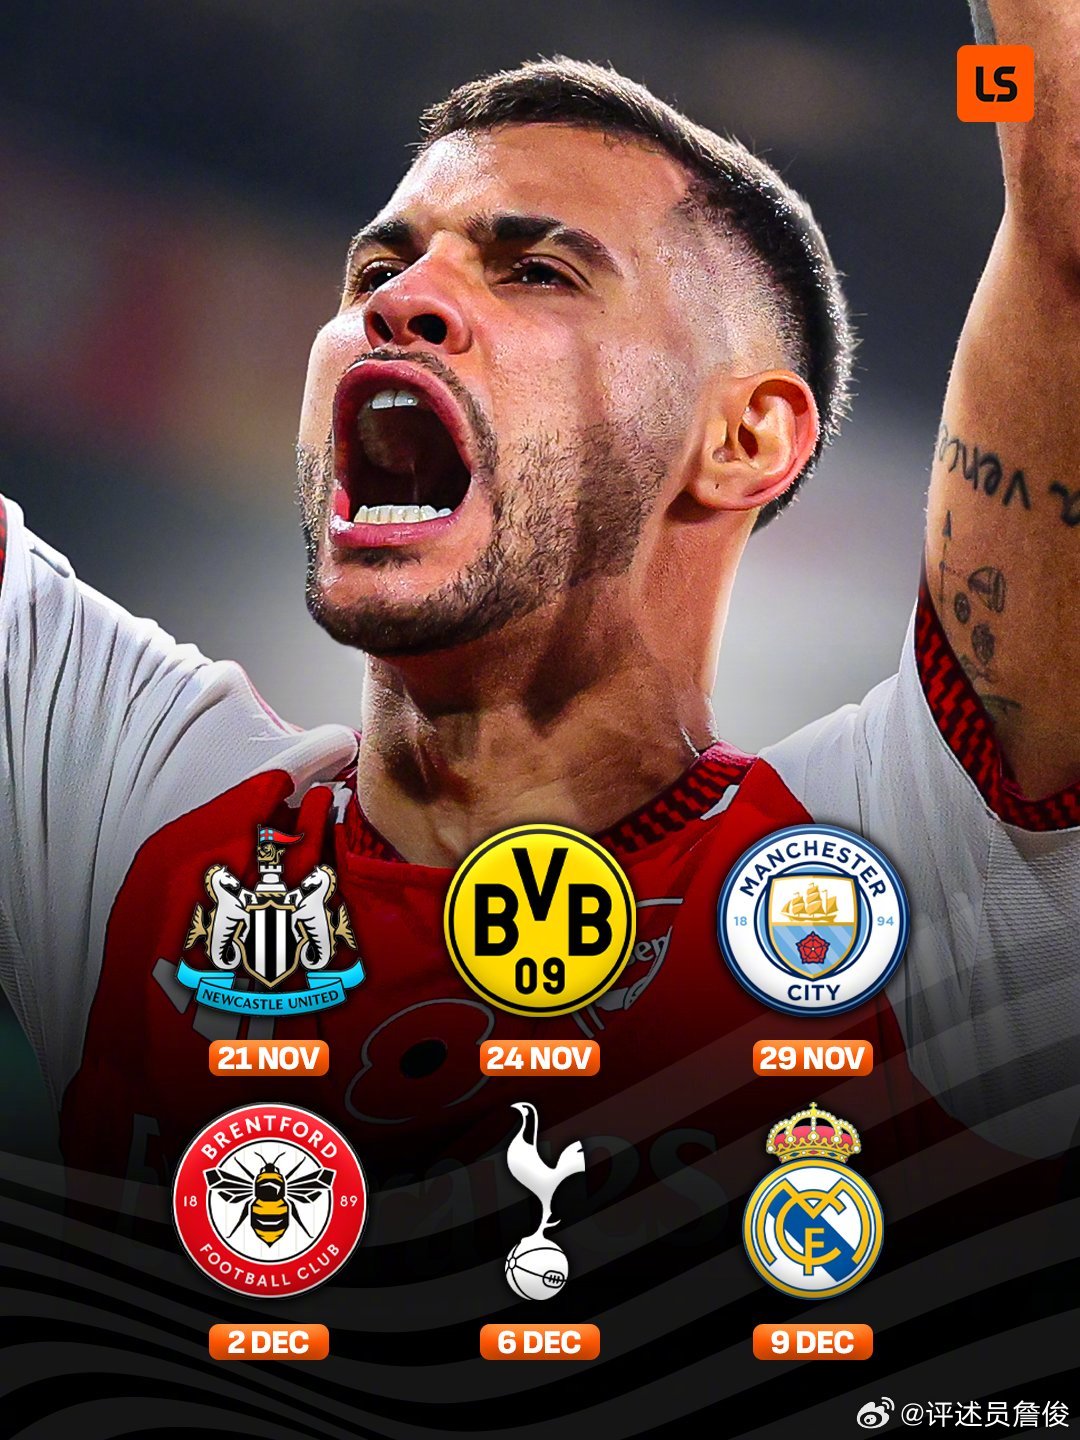 LS
a venc
NEWCASTLE UNITED
BVB
09
MANCHESTER
18 94
CITY
21 NOV
24 NOV
29 NOV
BRENTFORD
18 89
FOOTBALL CLUB
2 DEC
6 DEC
9 DEC
@评述员詹俊